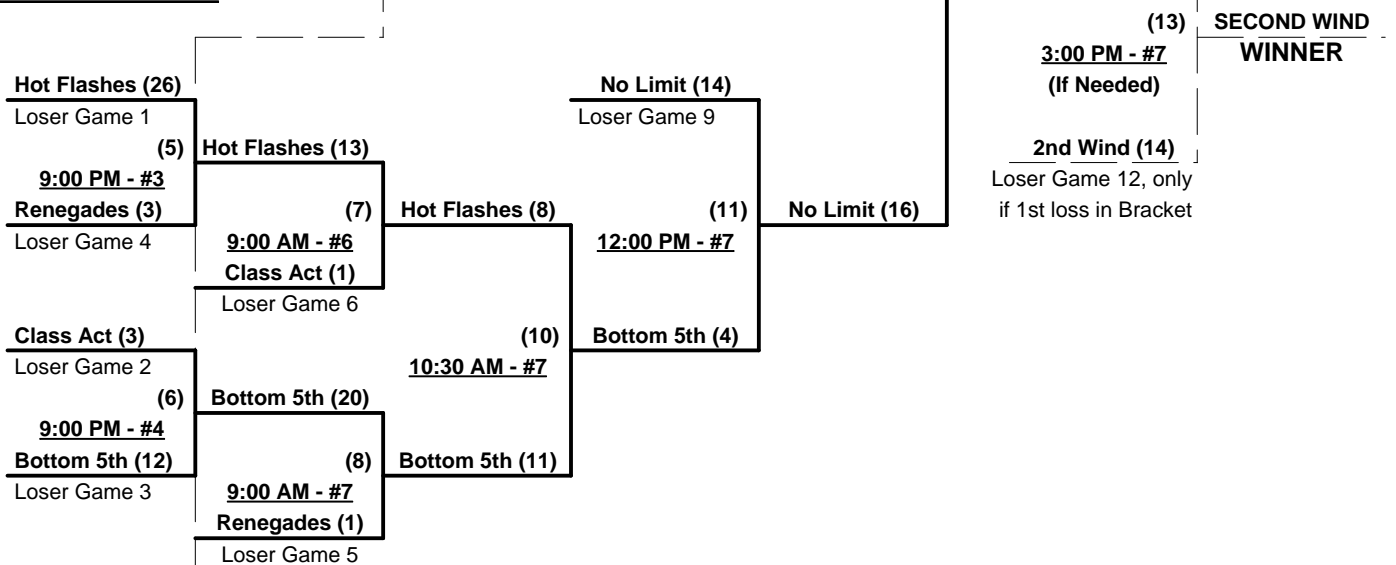 (13) SECOND WIND
3:00 PM - #7 WINNER
Hot Flashes (26) No Limit (14) (If Needed)
Loser Game 1 Loser Game 9
(5) Hot Flashes (13) 2nd Wind (14)
9:00 PM - #3 Loser Game 12, only
Renegades (3) (7) Hot Flashes (8) (11) No Limit (16) if 1st loss in Bracket
Loser Game 4 9:00 AM - #6 12:00 PM - #7
Class Act (1)
Loser Game 6
Class Act (3) (10) Bottom 5th (4)
Loser Game 2 10:30 AM - #7
(6) Bottom 5th (20)
9:00 PM - #4
Bottom 5th (12) (8) Bottom 5th (11)
Loser Game 3 9:00 AM - #7
Renegades (1)
Loser Game 5